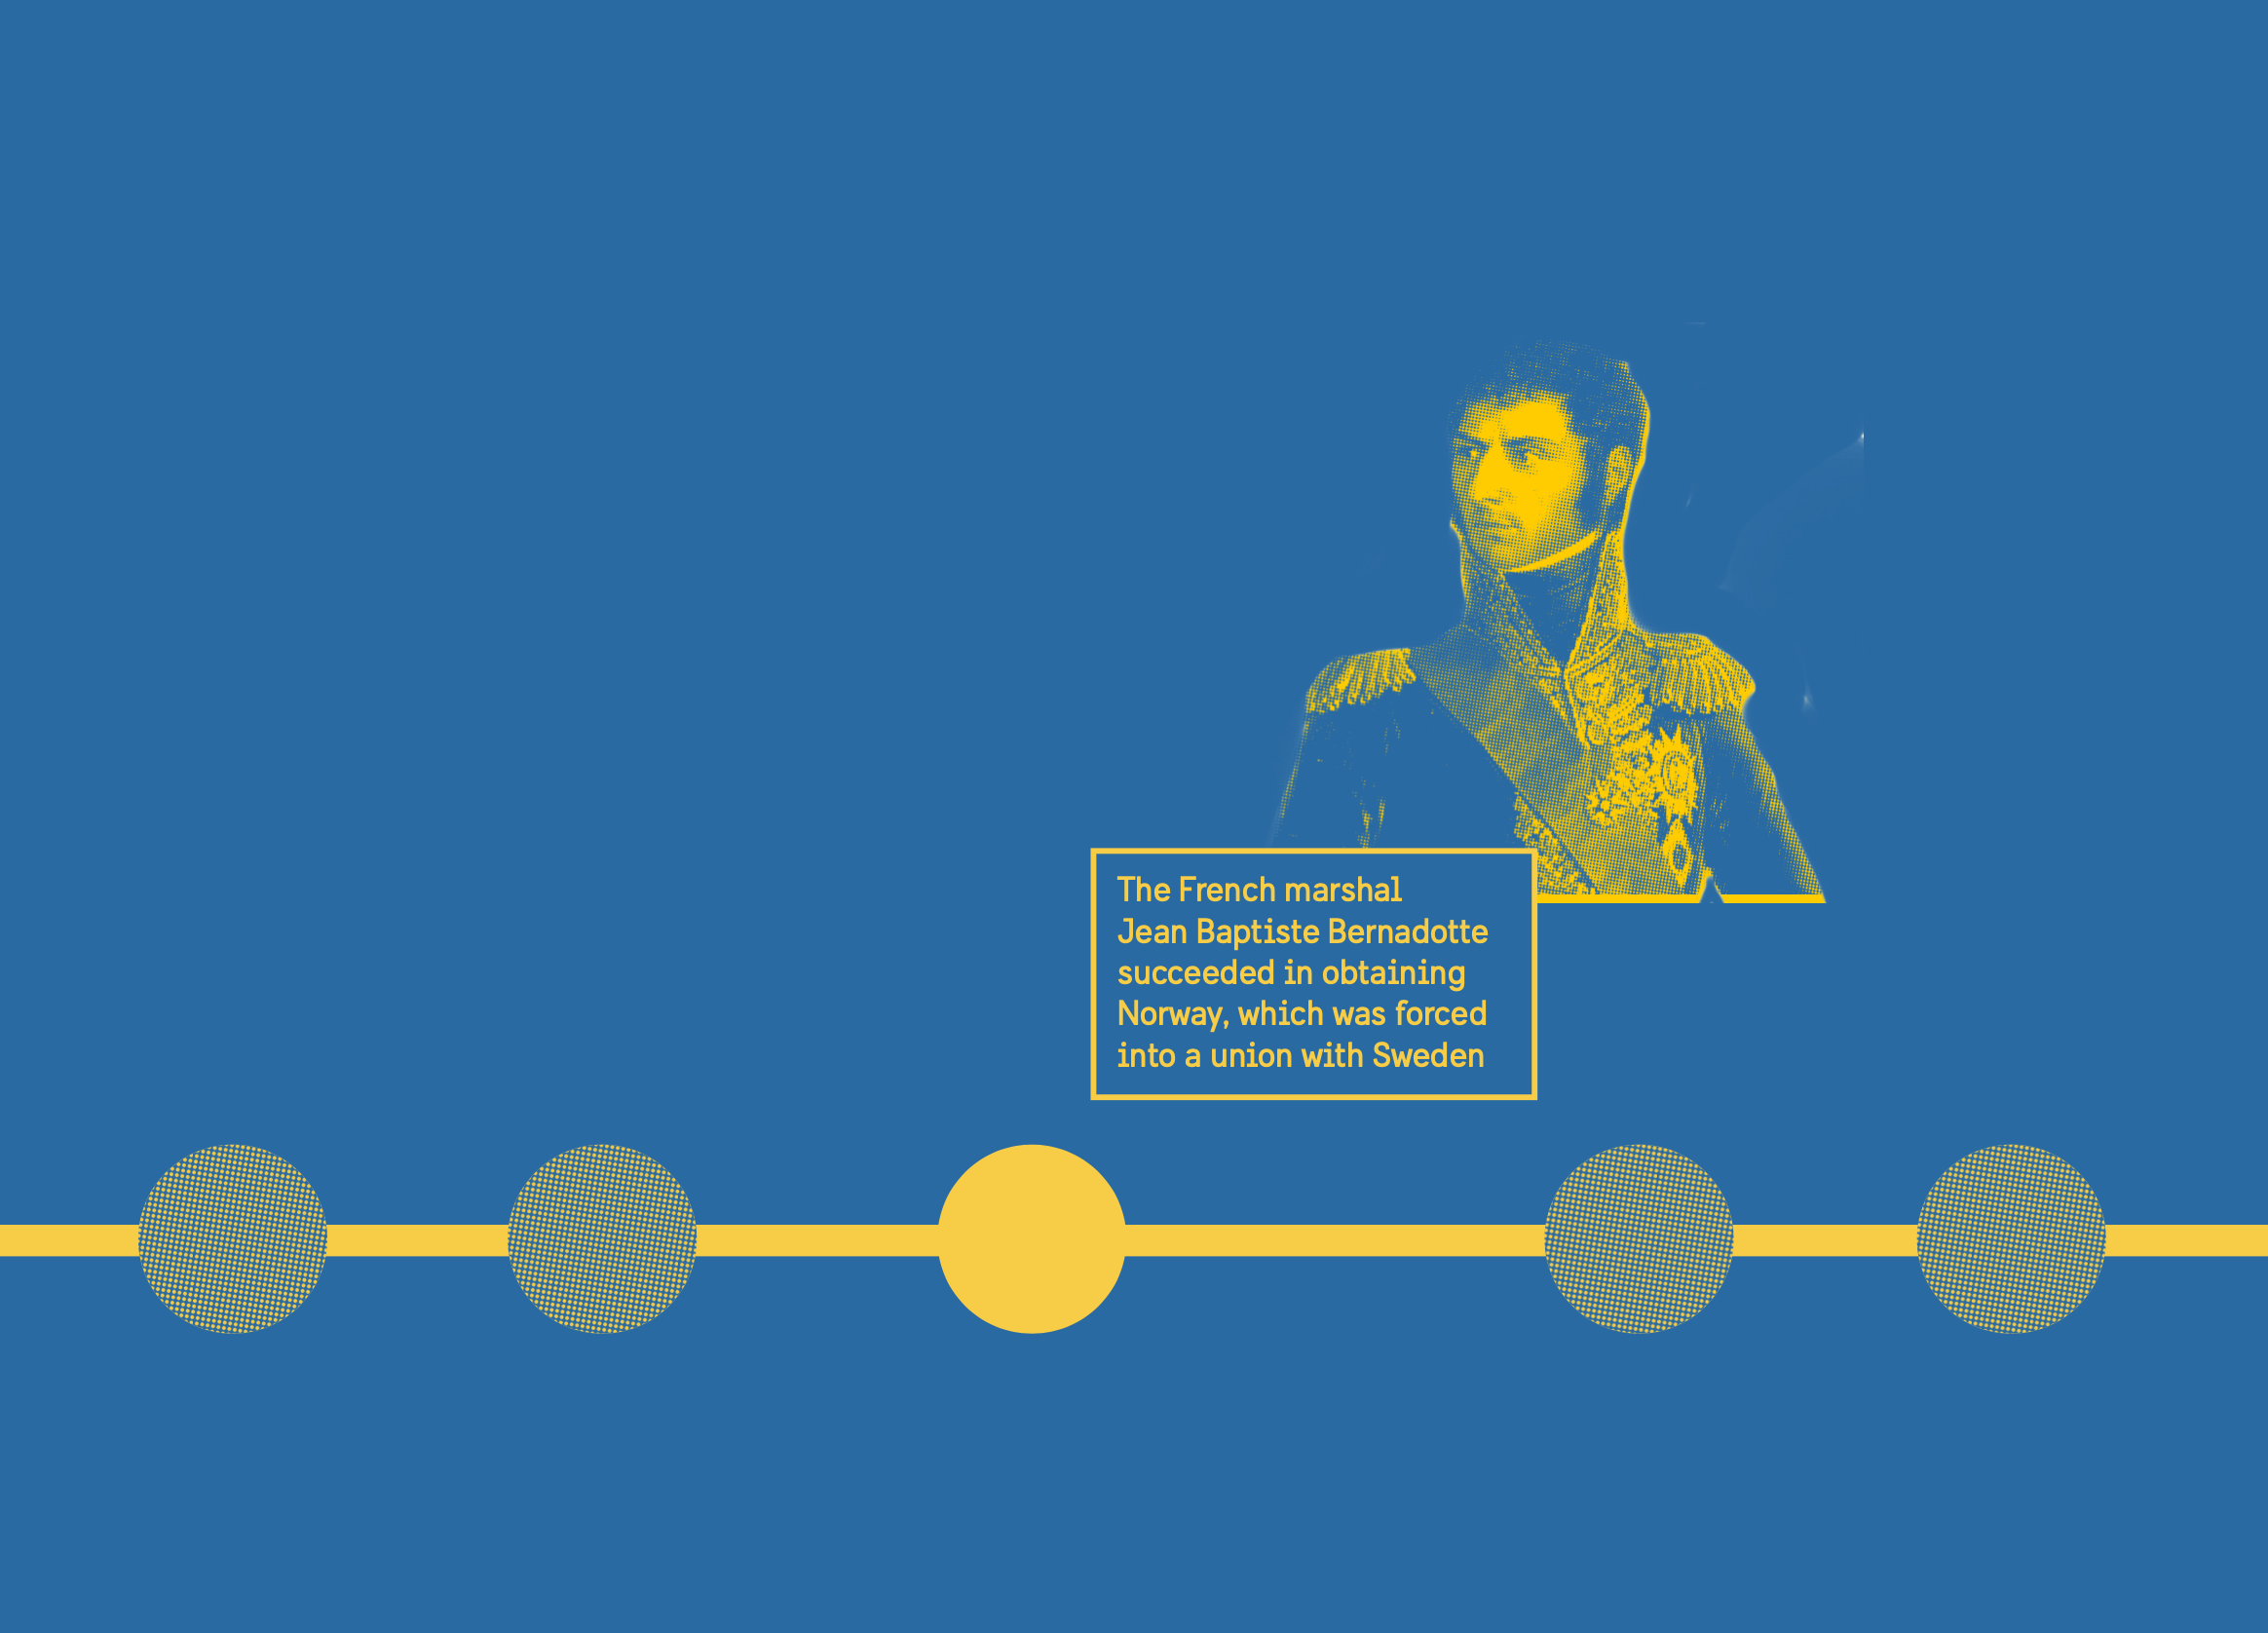 The French marshal
Jean Baptiste Bernadotte
succeeded in obtaining
Norway, which was forced
into a union with Sweden